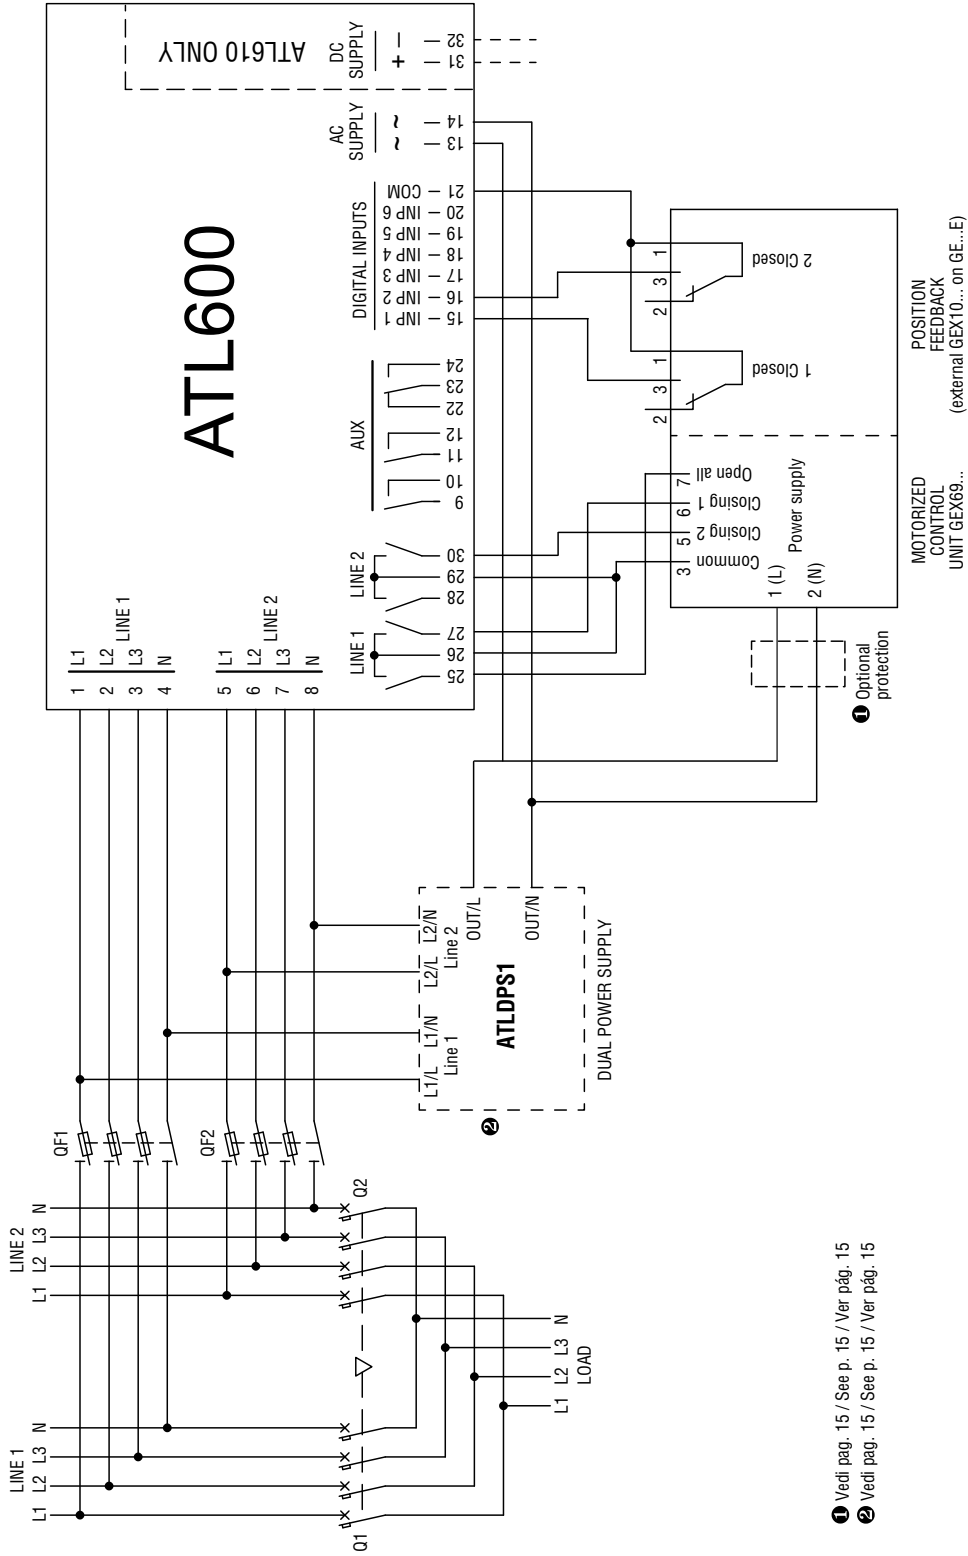 ATL600
ATL610 ONLY
LINE 1
L1
L2
L3
N
1
2
3
4
LINE 2
L1
L2
L3
N
5
6
7
8
LINE 1
25
26
27
LINE 2
28
29
30
AUX
9
10
11
12
22
23
24
DIGITAL INPUTS
15 – INP 1
16 – INP 2
17 – INP 3
18 – INP 4
19 – INP 5
20 – INP 6
21 – COM
AC
SUPPLY
13 – ~
14 – ~
DC
SUPPLY
31 – +
32 – –
LINE 1
L1
L2
L3
N
LINE 2
L1
L2
L3
N
QF1
QF2
Q1
Q2
L1
L2
L3
N
LOAD
❷
L1/L
L1/N
Line 1
L2/L
L2/N
Line 2
ATLDPS1
OUT/L
OUT/N
DUAL POWER SUPPLY
❶ Optional
protection
1 (L)
2 (N)
Power supply
3 Common
5 Closing 2
6 Closing 1
7 Open all
2
3
1
1 Closed
2
3
1
2 Closed
MOTORIZED
CONTROL
UNIT GEX69...
POSITION
FEEDBACK
(external GEX10... on GE...E)
❶ Vedi pag. 15 / See p. 15 / Ver pág. 15
❷ Vedi pag. 15 / See p. 15 / Ver pág. 15